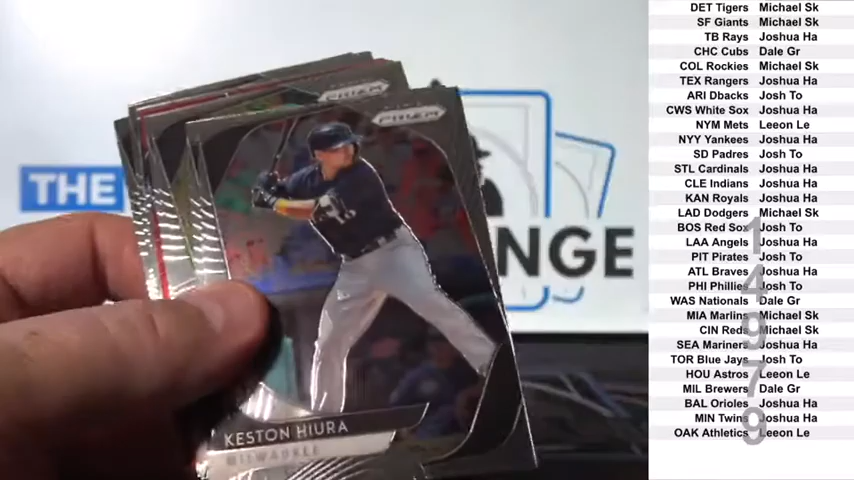 DET Tigers Michael Sk
SF Giants Michael Sk
TB Rays Joshua Ha
CHC Cubs Dale Gr
COL Rockies Michael Sk
TEX Rangers Joshua Ha
ARI Dbacks Josh To
CWS White Sox Joshua Ha
NYM Mets Leeon Le
NYY Yankees Joshua Ha
SD Padres Josh To
STL Cardinals Joshua Ha
CLE Indians Joshua Ha
KAN Royals Joshua Ha
LAD Dodgers Michael Sk
BOS Red Sox Josh To
LAA Angels Joshua Ha
PIT Pirates Josh To
ATL Braves Joshua Ha
PHI Phillies Josh To
WAS Nationals Dale Gr
MIA Marlins Michael Sk
CIN Reds Michael Sk
SEA Mariners Joshua Ha
TOR Blue Jays Josh To
HOU Astros Leeon Le
MIL Brewers Dale Gr
BAL Orioles Joshua Ha
MIN Twins Joshua Ha
OAK Athletics Leeon Le
1
4
9
7
9
THE
NGE
PRIZM
PRIZM
KESTON HIURA
MILWAUKEE